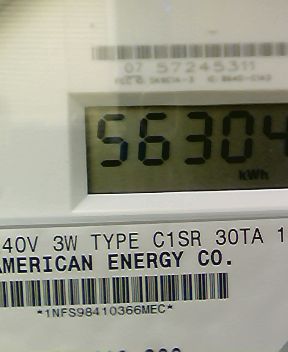 07 57245311
56304
kWh
40V 3W TYPE C1SR 30TA 1
AMERICAN ENERGY CO.
*1NFS98410366MEC*